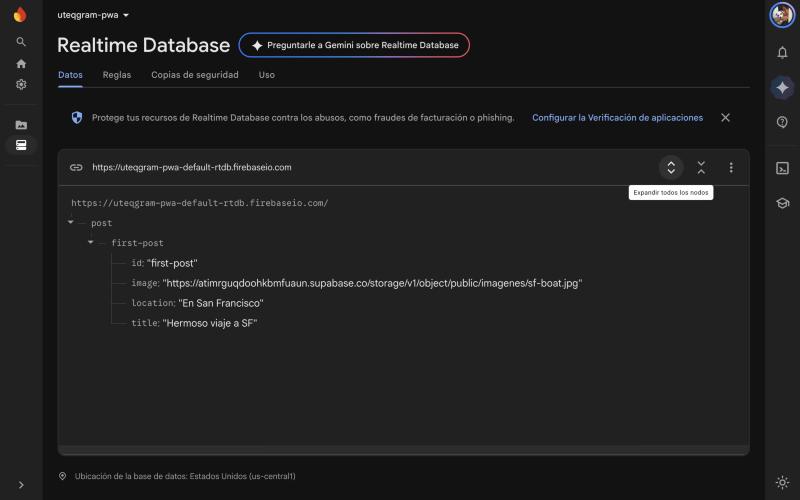 uteqgram-pwa
Realtime Database
Preguntarle a Gemini sobre Realtime Database
Datos
Reglas
Copias de seguridad
Uso
Protege tus recursos de Realtime Database contra los abusos, como fraudes de facturación o phishing.
Configurar la Verificación de aplicaciones
https://uteqgram-pwa-default-rtdb.firebaseio.com
Expandir todos los nodos
https://uteqgram-pwa-default-rtdb.firebaseio.com/
post
first-post
id: "first-post"
image: "https://atimrguqdoohkbmfuaun.supabase.co/storage/v1/object/public/imagenes/sf-boat.jpg"
location: "En San Francisco"
title: "Hermoso viaje a SF"
Ubicación de la base de datos: Estados Unidos (us-central1)